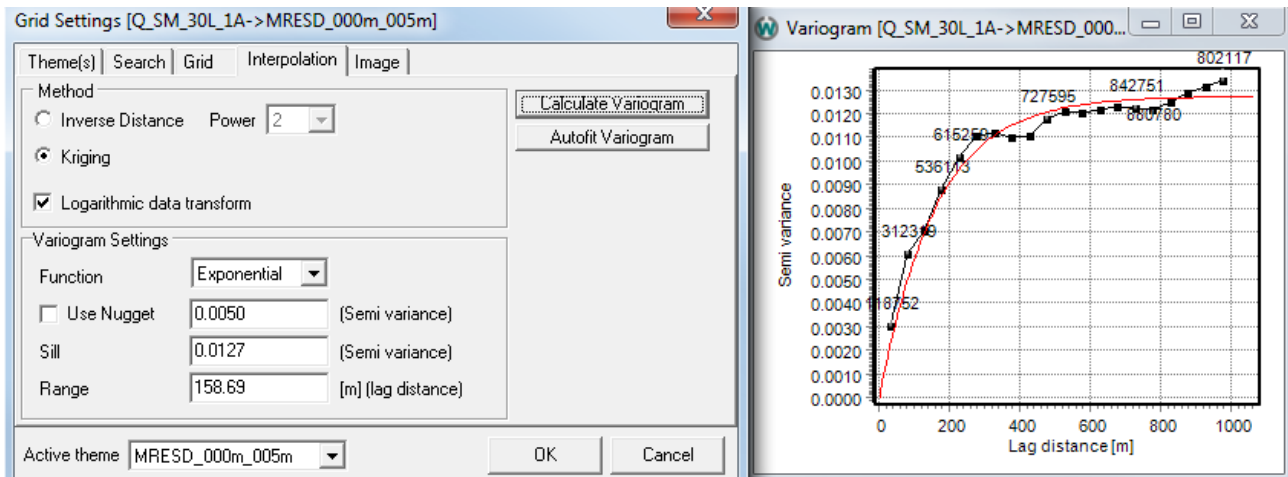 Grid Settings [Q_SM_30L_1A->MRESD_000m_005m]
Theme(s) Search Grid Interpolation Image
Method
Inverse Distance Power 2
Kriging
Logarithmic data transform
Calculate Variogram
Autofit Variogram
Variogram Settings
Function Exponential
Use Nugget 0.0050 (Semi variance)
Sill 0.0127 (Semi variance)
Range 158.69 [m] (lag distance)
Active theme MRESD_000m_005m OK Cancel
Variogram [Q_SM_30L_1A->MRESD_000...
802117
842751
727595
860780
615259
536113
312319
118752
Semi variance
0.0130
0.0120
0.0110
0.0100
0.0090
0.0080
0.0070
0.0060
0.0050
0.0040
0.0030
0.0020
0.0010
0.0000
0 200 400 600 800 1000
Lag distance [m]